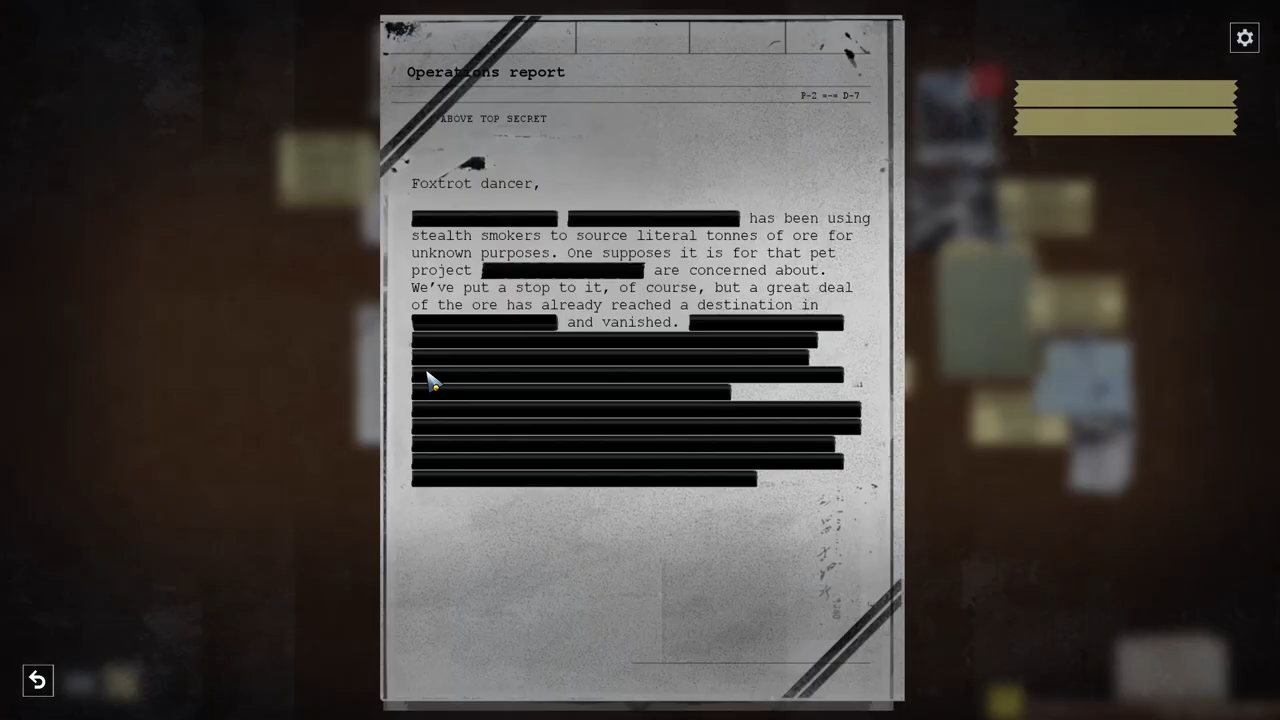 Operations report
P-2 =-= D-7
ABOVE TOP SECRET
Foxtrot dancer,
has been using
stealth smokers to source literal tonnes of ore for
unknown purposes. One supposes it is for that pet
project are concerned about.
We've put a stop to it, of course, but a great deal
of the ore has already reached a destination in
and vanished.